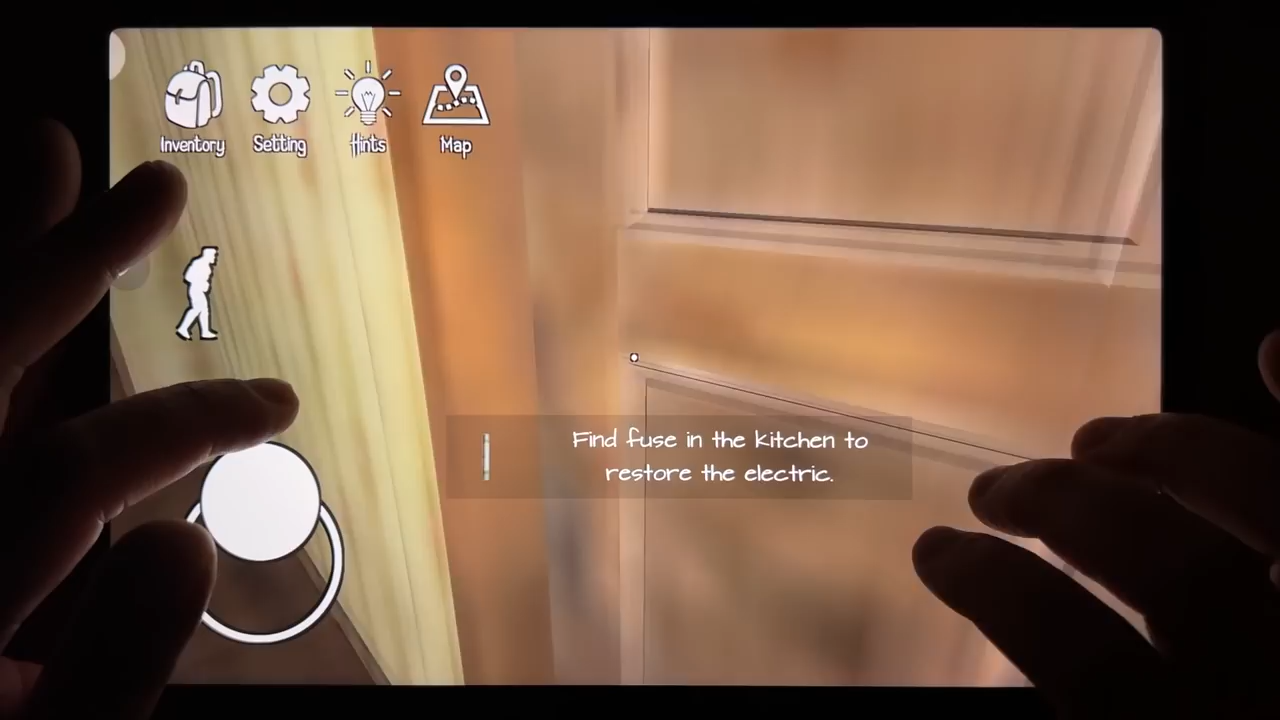 Inventory
Setting
Hints
Map
Find fuse in the kitchen to
restore the electric.